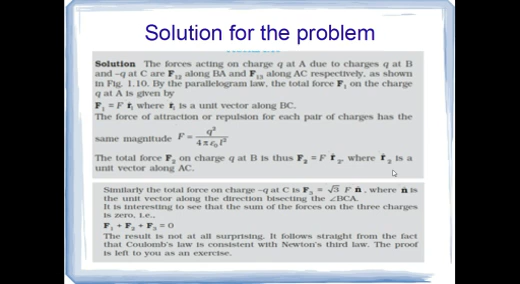 Solution for the problem
Solution The forces acting on charge q at A due to charges q at B
and –q at C are F12 along BA and F13 along AC respectively, as shown
in Fig. 1.10. By the parallelogram law, the total force F1 on the charge
q at A is given by
F1 = F r̂1 where r̂1 is a unit vector along BC.
The force of attraction or repulsion for each pair of charges has the
same magnitude F = q² / 4 π ε0 l²
The total force F2 on charge q at B is thus F2 = F r̂2, where r̂2 is a
unit vector along AC.
Similarly the total force on charge –q at C is F3 = √3 F n̂, where n̂ is
the unit vector along the direction bisecting the ∠BCA.
It is interesting to see that the sum of the forces on the three charges
is zero, i.e.,
F1 + F2 + F3 = 0
The result is not at all surprising. It follows straight from the fact
that Coulomb's law is consistent with Newton's third law. The proof
is left to you as an exercise.